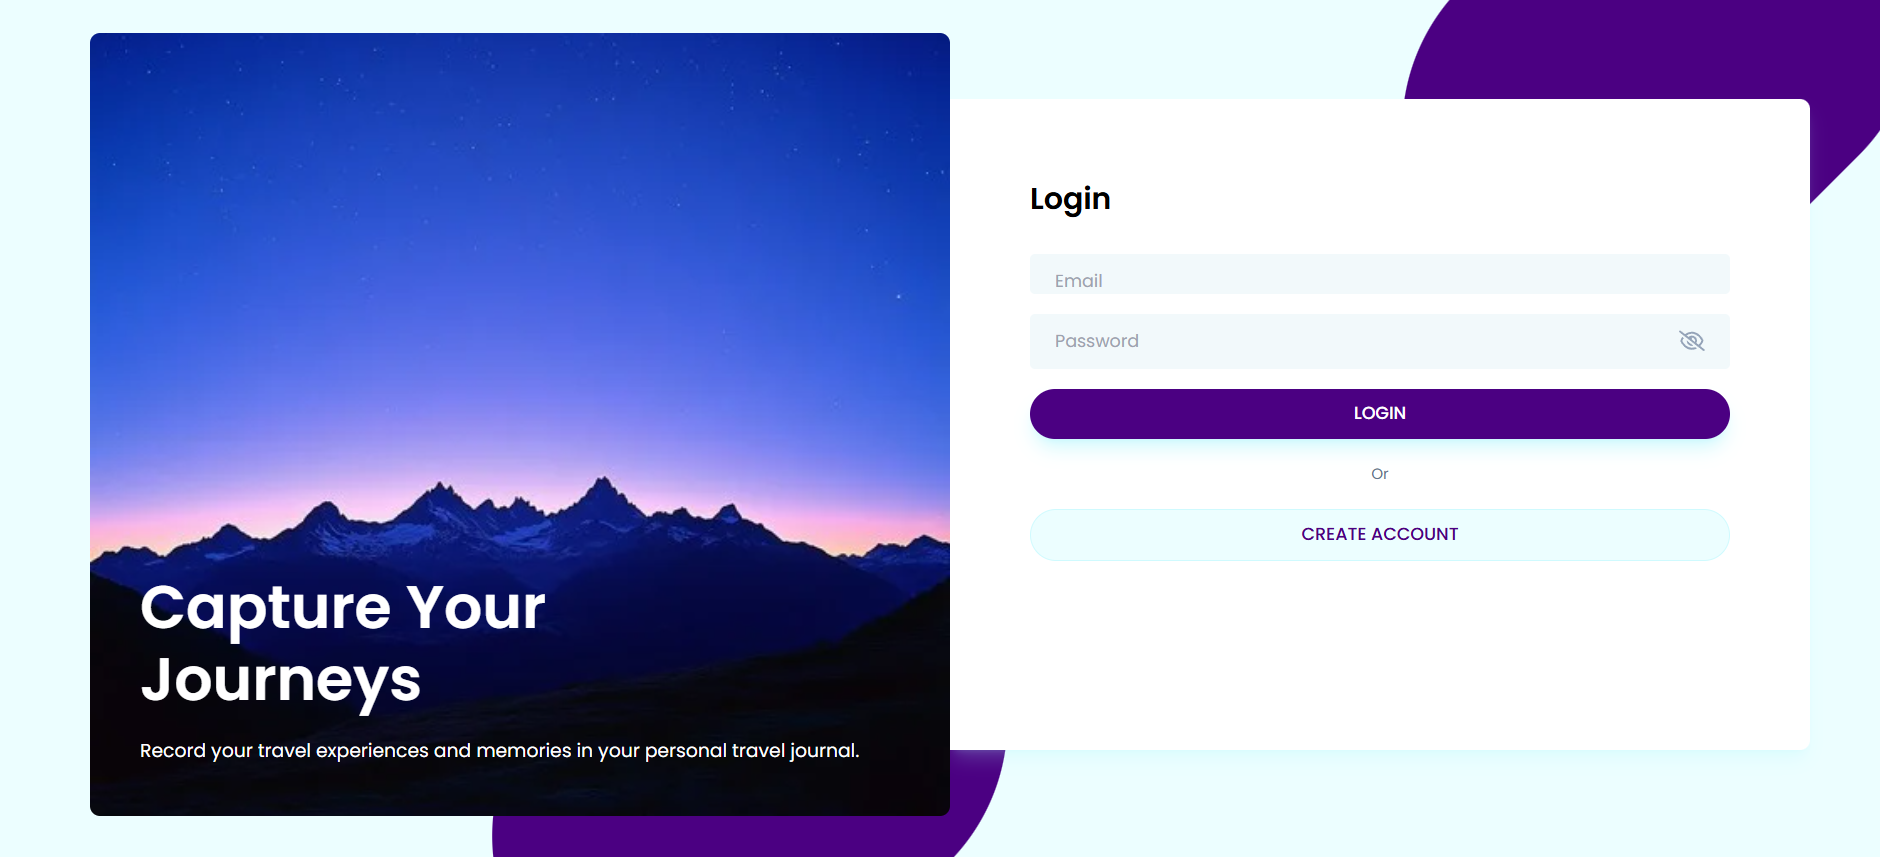 Capture Your
Journeys
Record your travel experiences and memories in your personal travel journal.
Login
Email
Password
LOGIN
Or
CREATE ACCOUNT